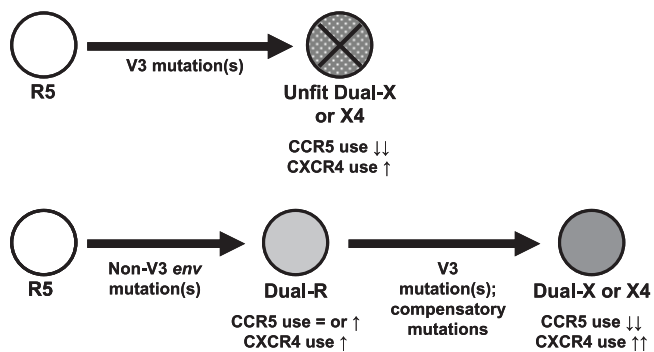 V3 mutation(s)
R5
Unfit Dual-X
or X4
CCR5 use ↓↓
CXCR4 use ↑
Non-V3 env
mutation(s)
R5
Dual-R
CCR5 use = or ↑
CXCR4 use ↑
V3
mutation(s);
compensatory
mutations
Dual-X or X4
CCR5 use ↓↓
CXCR4 use ↑↑